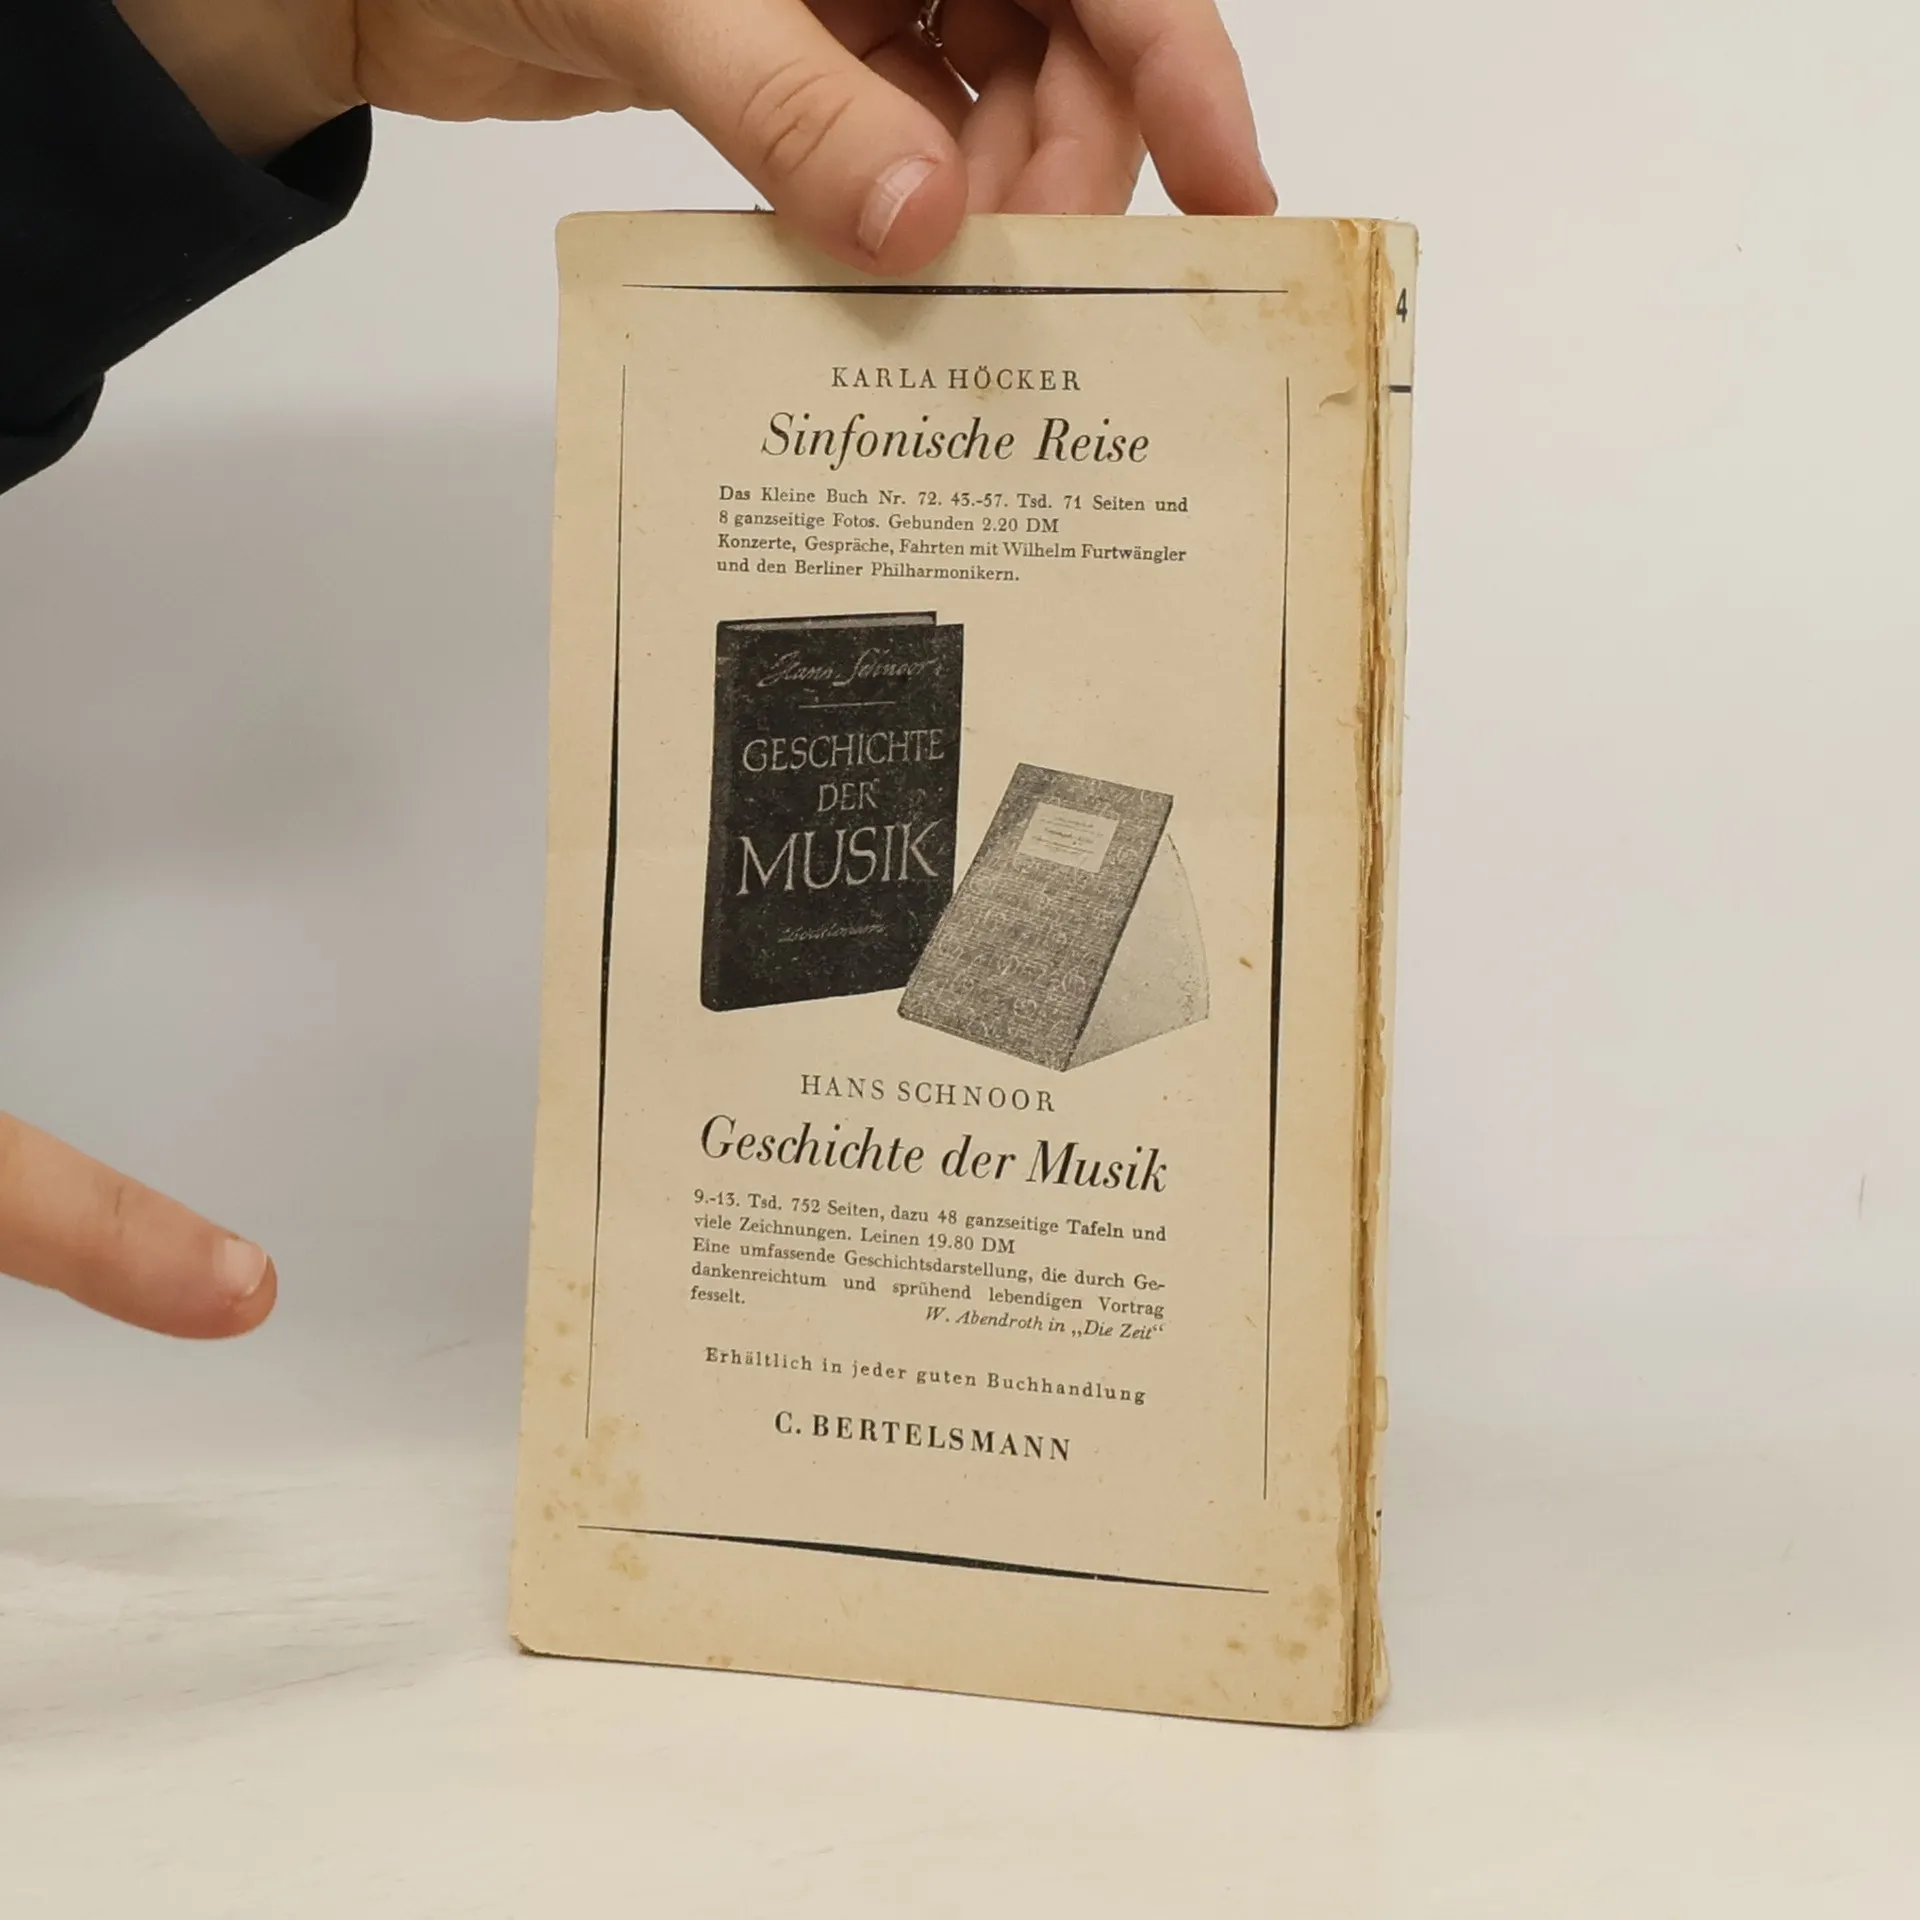 4
KARLA HÖCKER
Sinfonische Reise
Das Kleine Buch Nr. 72. 43.-57. Tsd. 71 Seiten und
8 ganzseitige Fotos. Gebunden 2.20 DM
Konzerte, Gespräche, Fahrten mit Wilhelm Furtwängler
und den Berliner Philharmonikern.
Hans Schnoor
GESCHICHTE
DER
MUSIK
Bertelsmann
HANS SCHNOOR
Geschichte der Musik
9.-13. Tsd. 752 Seiten, dazu 48 ganzseitige Tafeln und
viele Zeichnungen. Leinen 19.80 DM
Eine umfassende Geschichtsdarstellung, die durch Ge-
dankenreichtum und sprühend lebendigen Vortrag
fesselt.
W. Abendroth in „Die Zeit“
Erhältlich in jeder guten Buchhandlung
C. BERTELSMANN